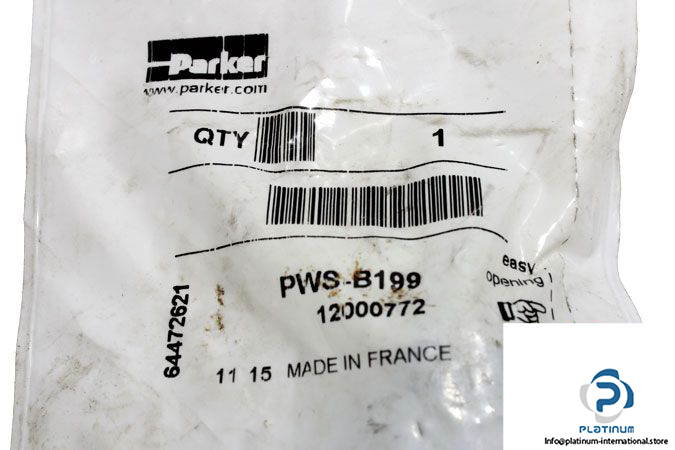 Parker
www.parker.com
QTY 1
PWS-B199
12000772
64472621
11 15 MADE IN FRANCE
easy
opening
PLATINUM
Info@platinum-international.store